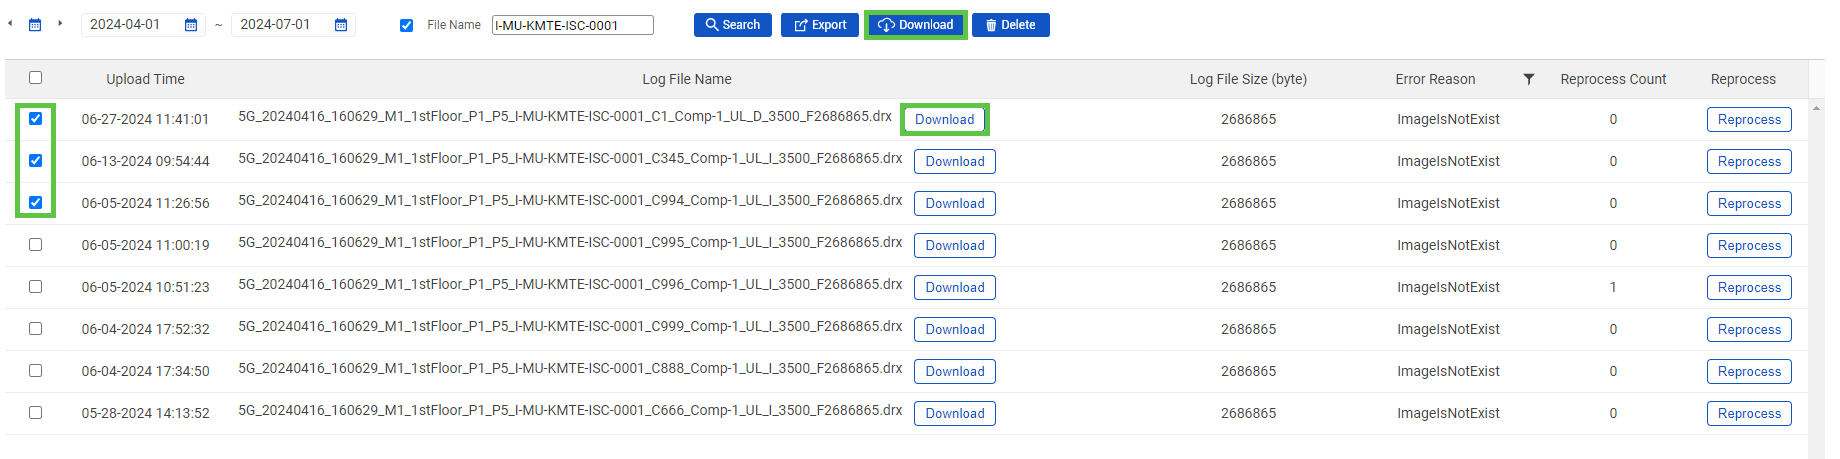 2024-04-01 ~ 2024-07-01 File Name I-MU-KMTE-ISC-0001 Search Export Download Delete
Upload Time Log File Name Log File Size (byte) Error Reason Reprocess Count Reprocess
06-27-2024 11:41:01 5G_20240416_160629_M1_1stFloor_P1_P5_I-MU-KMTE-ISC-0001_C1_Comp-1_UL_D_3500_F2686865.drx Download 2686865 ImageIsNotExist 0 Reprocess
06-13-2024 09:54:44 5G_20240416_160629_M1_1stFloor_P1_P5_I-MU-KMTE-ISC-0001_C345_Comp-1_UL_I_3500_F2686865.drx Download 2686865 ImageIsNotExist 0 Reprocess
06-05-2024 11:26:56 5G_20240416_160629_M1_1stFloor_P1_P5_I-MU-KMTE-ISC-0001_C994_Comp-1_UL_I_3500_F2686865.drx Download 2686865 ImageIsNotExist 0 Reprocess
06-05-2024 11:00:19 5G_20240416_160629_M1_1stFloor_P1_P5_I-MU-KMTE-ISC-0001_C995_Comp-1_UL_I_3500_F2686865.drx Download 2686865 ImageIsNotExist 0 Reprocess
06-05-2024 10:51:23 5G_20240416_160629_M1_1stFloor_P1_P5_I-MU-KMTE-ISC-0001_C996_Comp-1_UL_I_3500_F2686865.drx Download 2686865 ImageIsNotExist 1 Reprocess
06-04-2024 17:52:32 5G_20240416_160629_M1_1stFloor_P1_P5_I-MU-KMTE-ISC-0001_C999_Comp-1_UL_I_3500_F2686865.drx Download 2686865 ImageIsNotExist 0 Reprocess
06-04-2024 17:34:50 5G_20240416_160629_M1_1stFloor_P1_P5_I-MU-KMTE-ISC-0001_C888_Comp-1_UL_I_3500_F2686865.drx Download 2686865 ImageIsNotExist 0 Reprocess
05-28-2024 14:13:52 5G_20240416_160629_M1_1stFloor_P1_P5_I-MU-KMTE-ISC-0001_C666_Comp-1_UL_I_3500_F2686865.drx Download 2686865 ImageIsNotExist 0 Reprocess